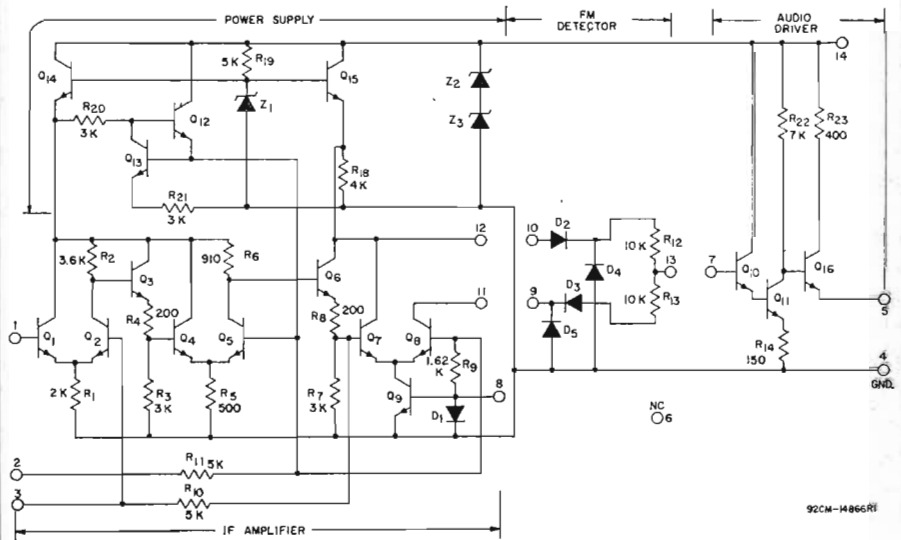 POWER SUPPLY
FM
DETECTOR
AUDIO
DRIVER
14
Q14
5K
R19
Q15
Z1
Z2
Z3
R20
3K
Q12
Q13
R21
3K
R18
4K
R22
7K
R23
400
12
10
D2
10K
R12
13
D4
7
Q10
Q16
3.6K
R2
Q3
910
R6
Q6
R4
200
R8
200
11
9
D3
10K
R13
Q11
5
1
Q1
Q2
Q4
Q5
Q7
Q8
D5
1.62
K
R9
R14
150
4
GND.
2K
R1
R3
3K
R5
500
R7
3K
Q9
D1
8
NC
6
2
R11
5K
3
R10
5K
IF AMPLIFIER
92CM-14866R1